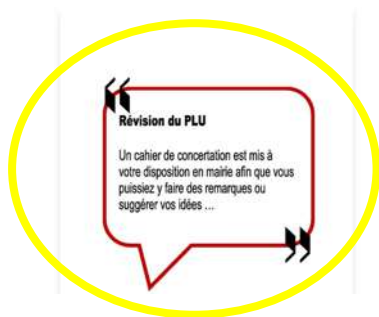 Révision du PLU
Un cahier de concertation est mis à
votre disposition en mairie afin que vous
puissiez y faire des remarques ou
suggérer vos idées ...